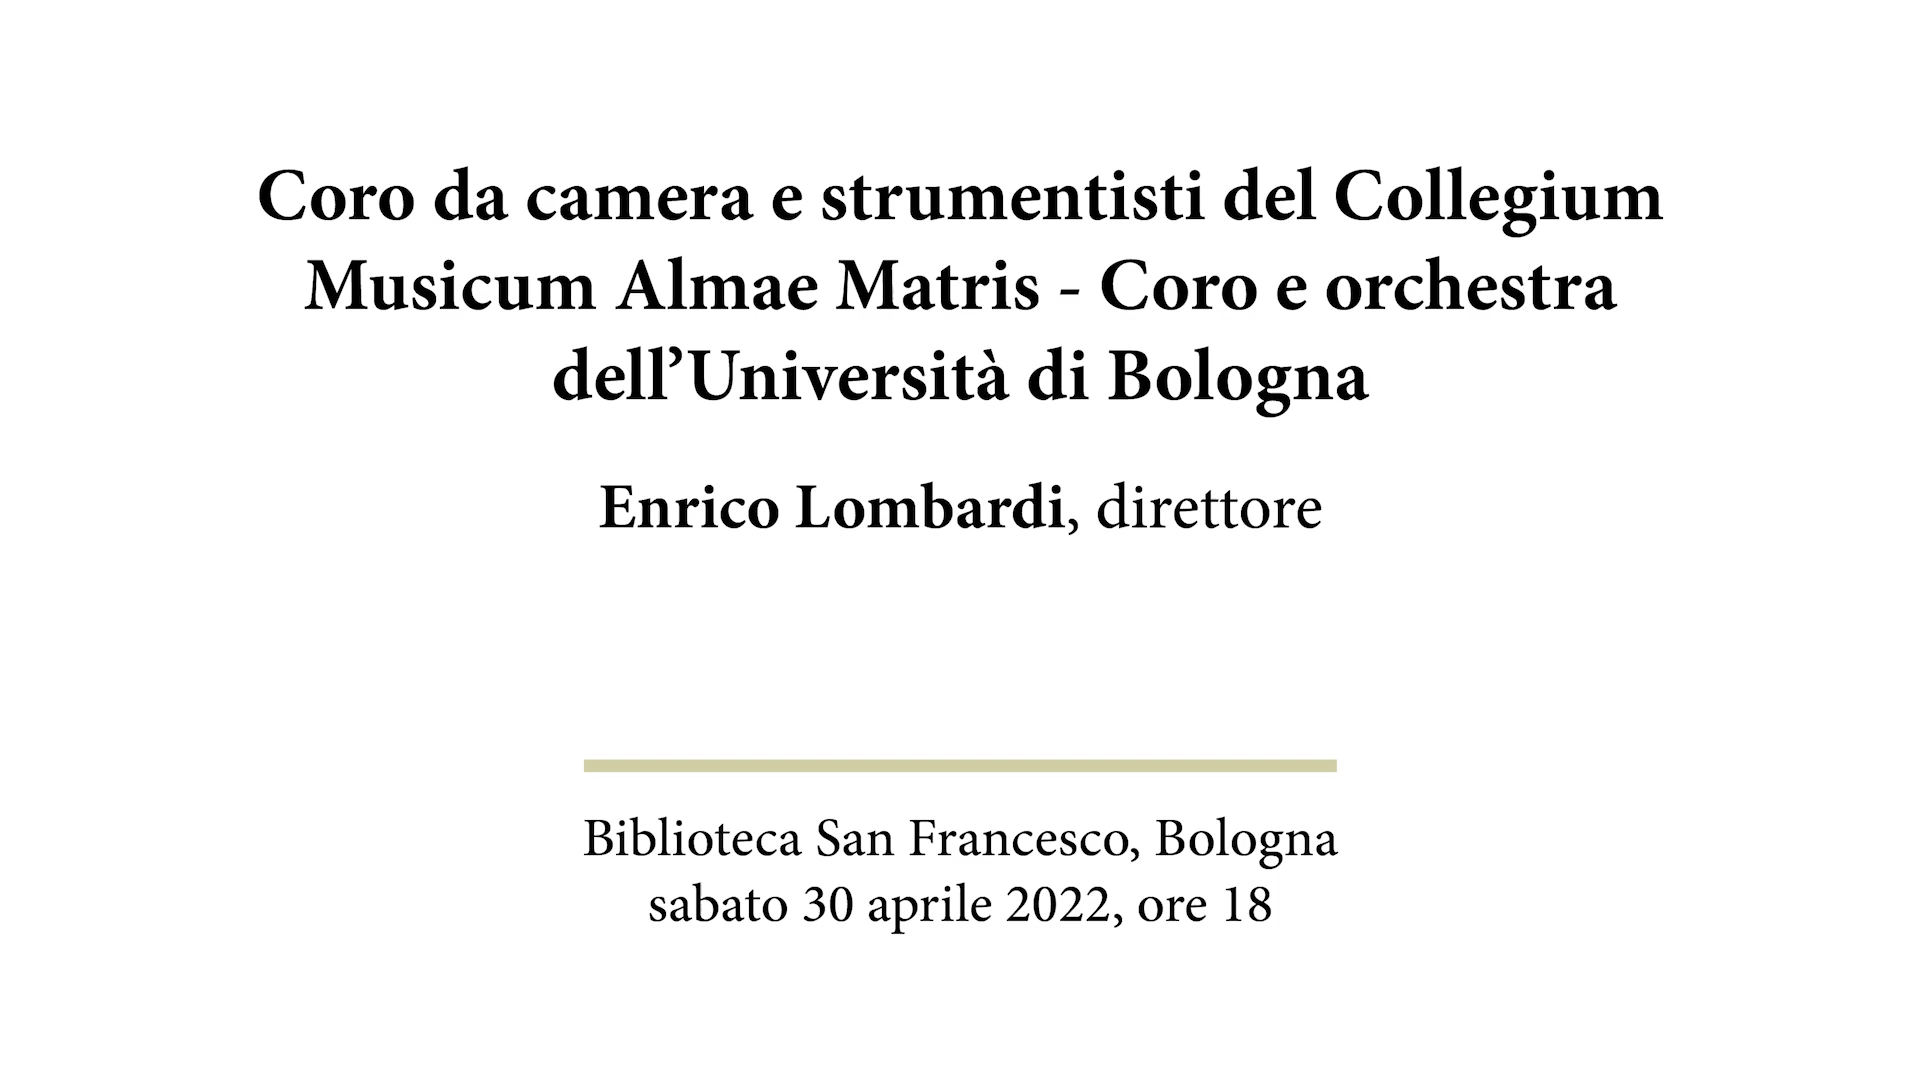 Coro da camera e strumentisti del Collegium
Musicum Almae Matris - Coro e orchestra
dell’Università di Bologna
Enrico Lombardi, direttore
Biblioteca San Francesco, Bologna
sabato 30 aprile 2022, ore 18